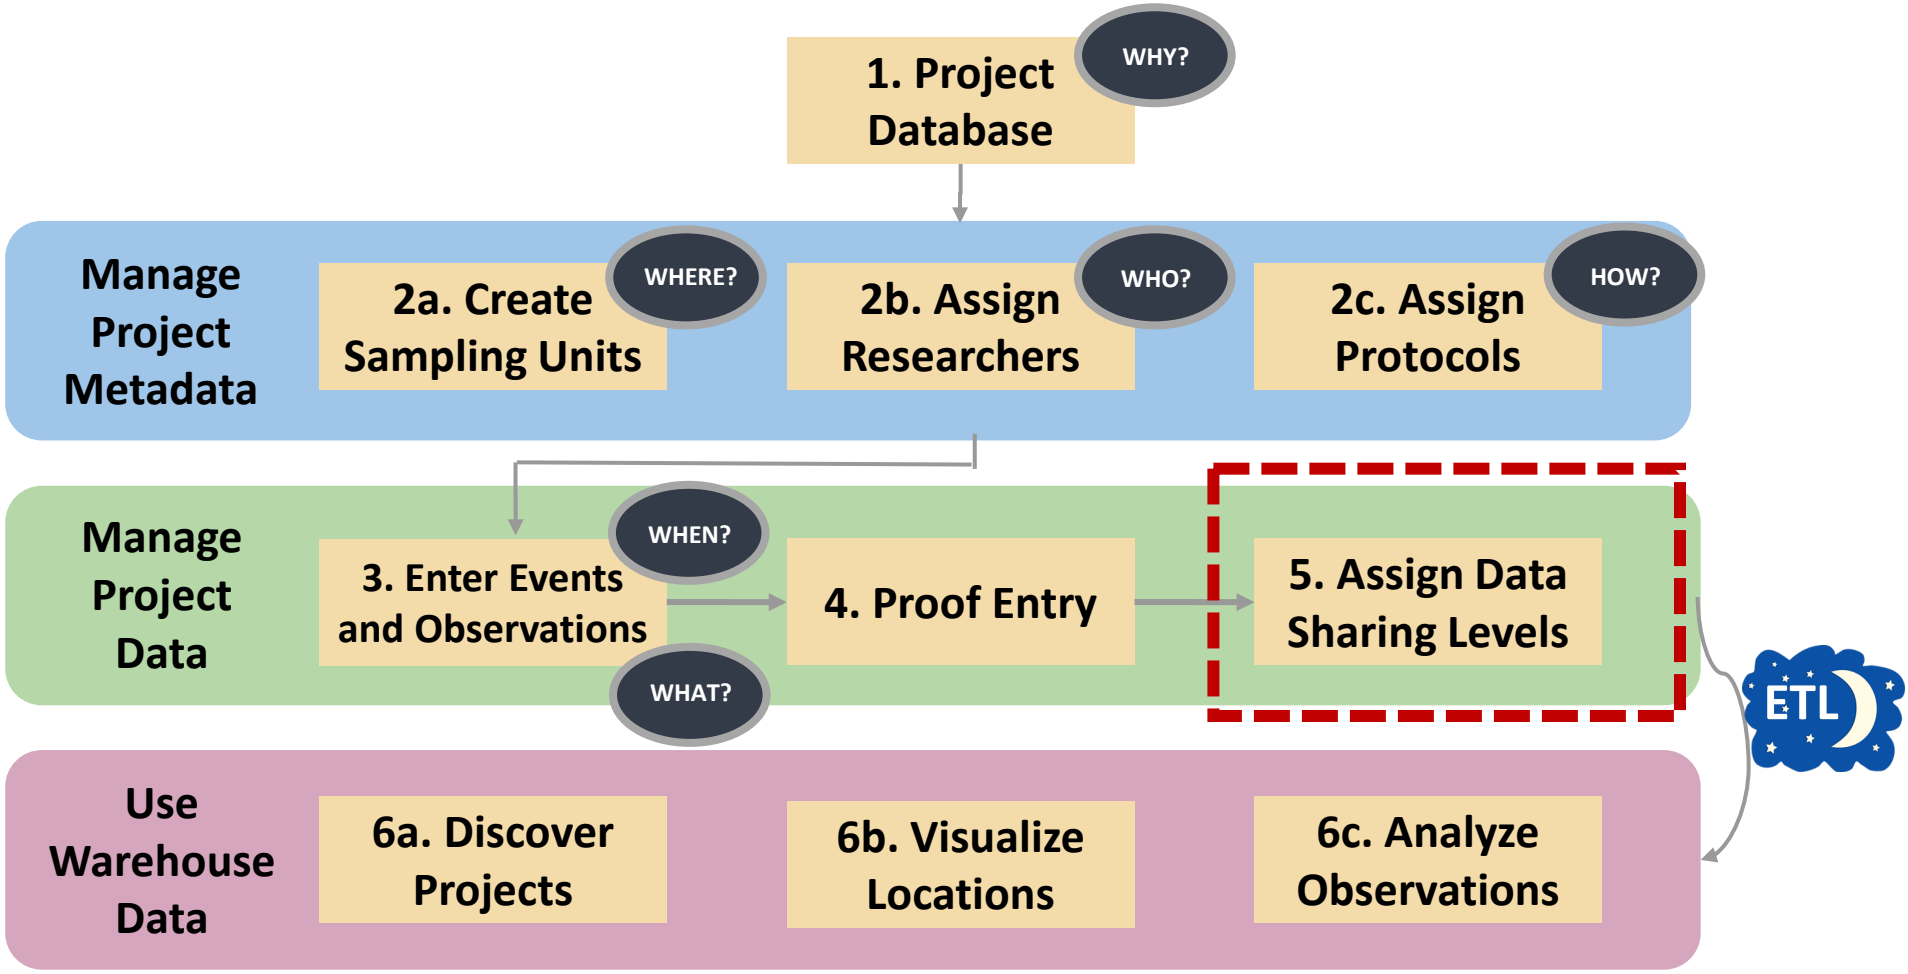 1. Project
Database
WHY?
Manage
Project
Metadata
2a. Create
Sampling Units
WHERE?
2b. Assign
Researchers
WHO?
2c. Assign
Protocols
HOW?
Manage
Project
Data
3. Enter Events
and Observations
WHEN?
WHAT?
4. Proof Entry
5. Assign Data
Sharing Levels
ETL
Use
Warehouse
Data
6a. Discover
Projects
6b. Visualize
Locations
6c. Analyze
Observations